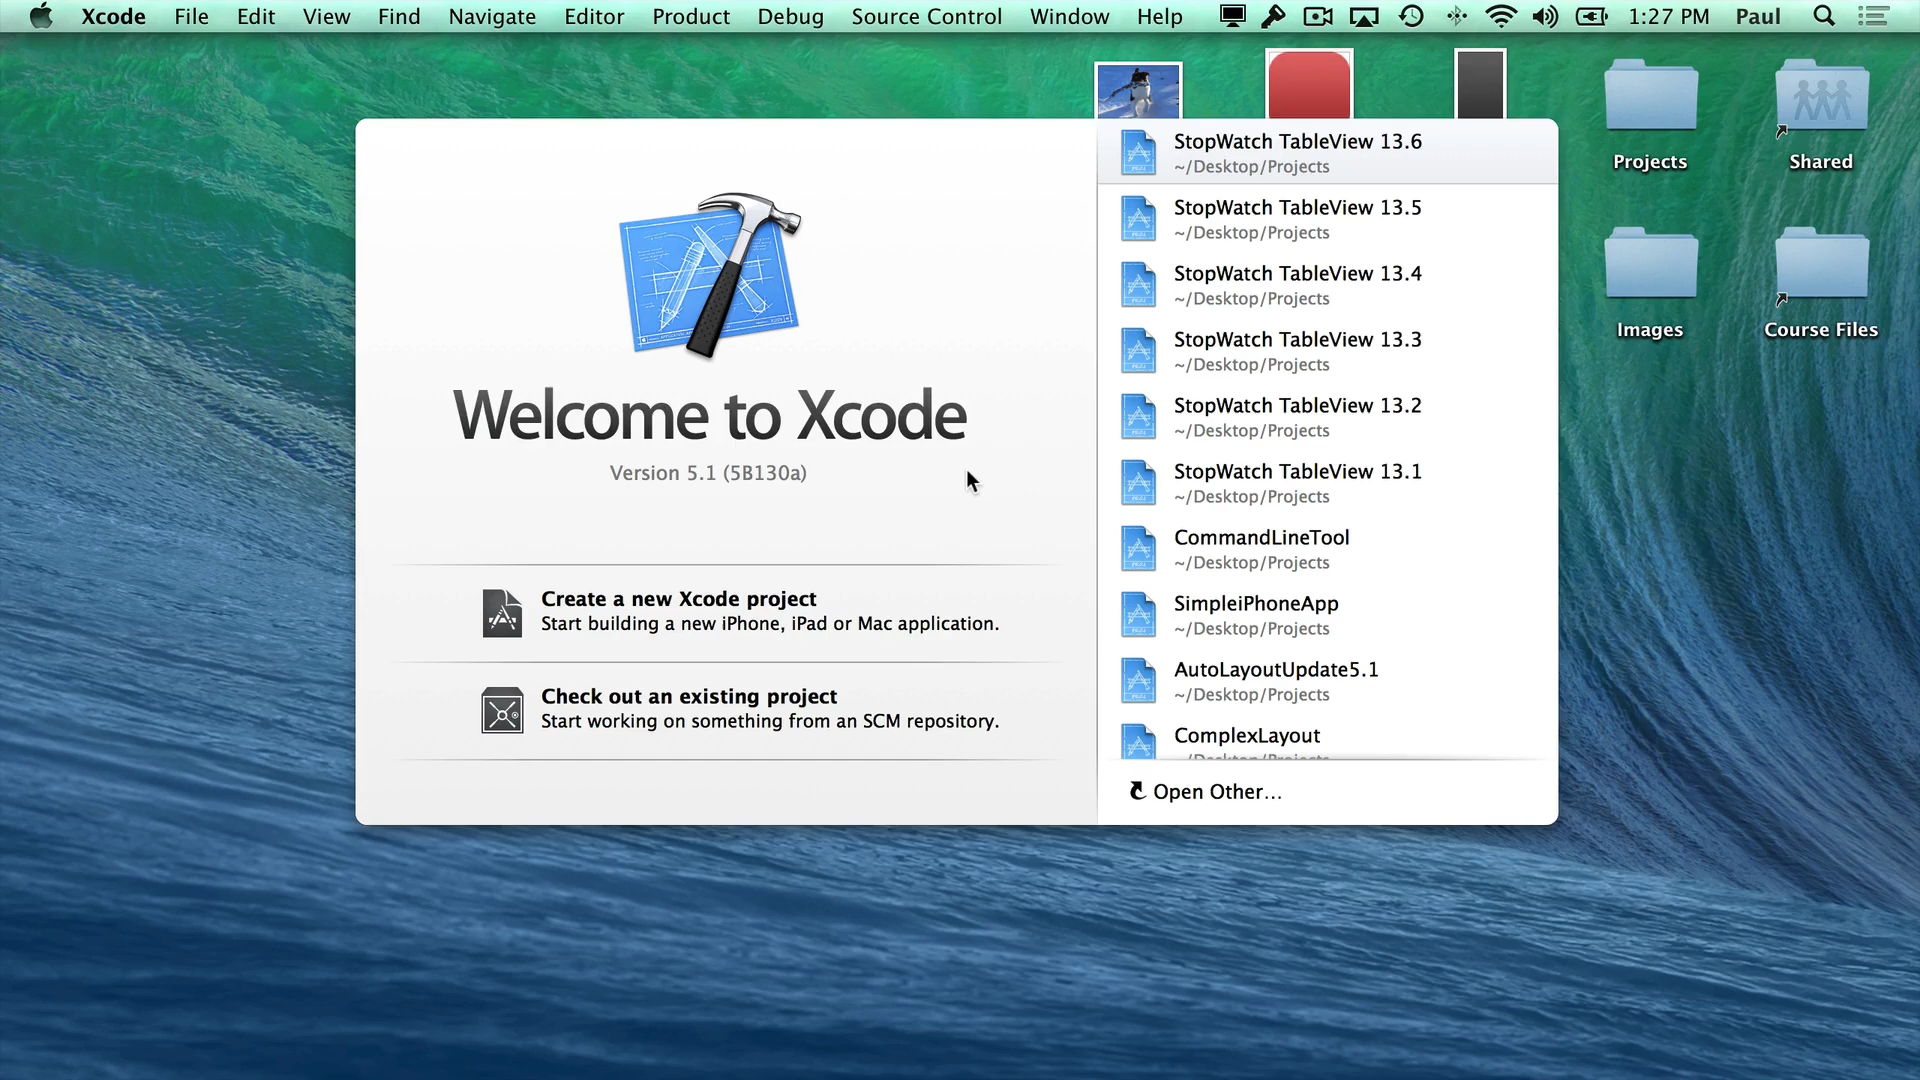 Xcode File Edit View Find Navigate Editor Product Debug Source Control Window Help 1:27 PM Paul
Projects
Shared
Images
Course Files
Welcome to Xcode
Version 5.1 (5B130a)
Create a new Xcode project
Start building a new iPhone, iPad or Mac application.
Check out an existing project
Start working on something from an SCM repository.
StopWatch TableView 13.6
~/Desktop/Projects
StopWatch TableView 13.5
~/Desktop/Projects
StopWatch TableView 13.4
~/Desktop/Projects
StopWatch TableView 13.3
~/Desktop/Projects
StopWatch TableView 13.2
~/Desktop/Projects
StopWatch TableView 13.1
~/Desktop/Projects
CommandLineTool
~/Desktop/Projects
SimpleiPhoneApp
~/Desktop/Projects
AutoLayoutUpdate5.1
~/Desktop/Projects
ComplexLayout
~/Desktop/Projects
Open Other...